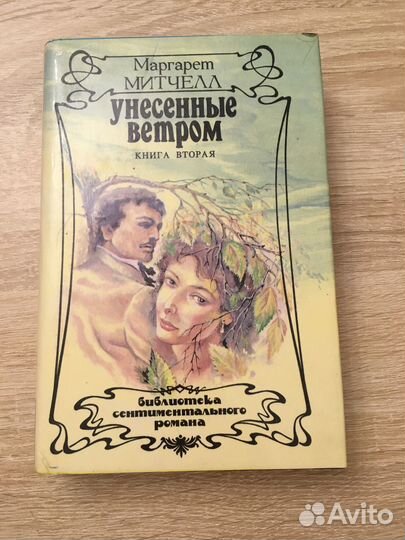 Маргарет
МИТЧЕЛЛ
УНЕСЕННЫЕ
ВЕТРОМ
КНИГА ВТОРАЯ
библиотека
сентиментального
романа
Avito